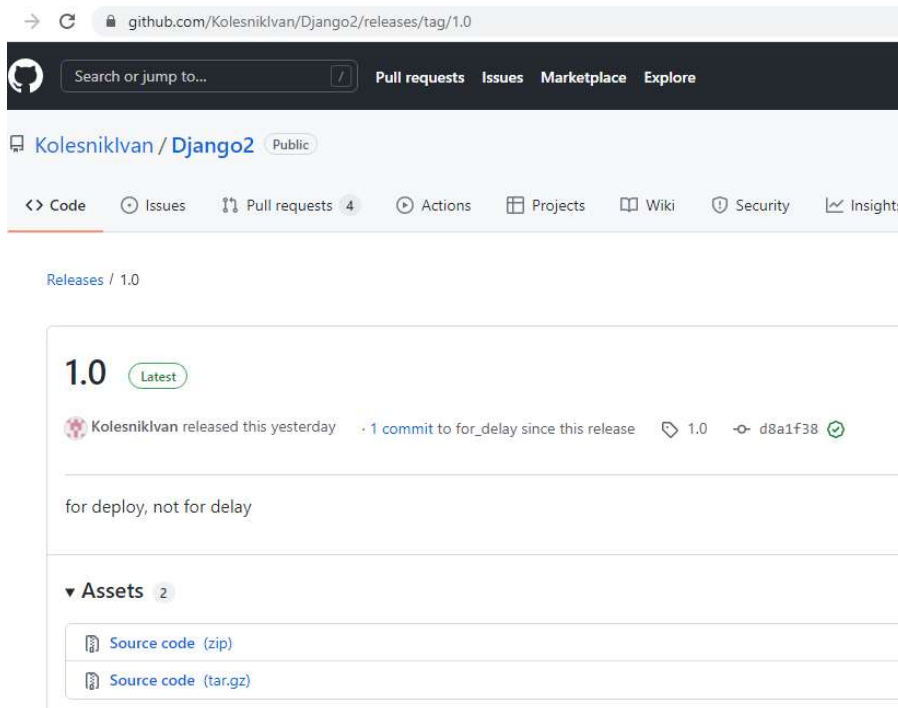 github.com/KolesnikIvan/Django2/releases/tag/1.0
Search or jump to... / Pull requests Issues Marketplace Explore
KolesnikIvan / Django2 Public
<> Code Issues Pull requests 4 Actions Projects Wiki Security Insights
Releases / 1.0
1.0 Latest
KolesnikIvan released this yesterday · 1 commit to for_delay since this release 1.0 d8a1f38
for deploy, not for delay
▾ Assets 2
Source code (zip)
Source code (tar.gz)